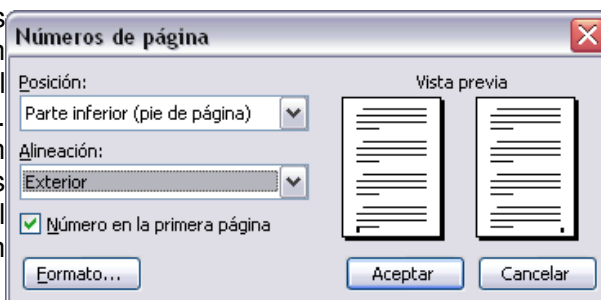 Números de página
Posición:
Vista previa
Parte inferior (pie de página)
Alineación:
Exterior
Número en la primera página
Formato...
Aceptar
Cancelar